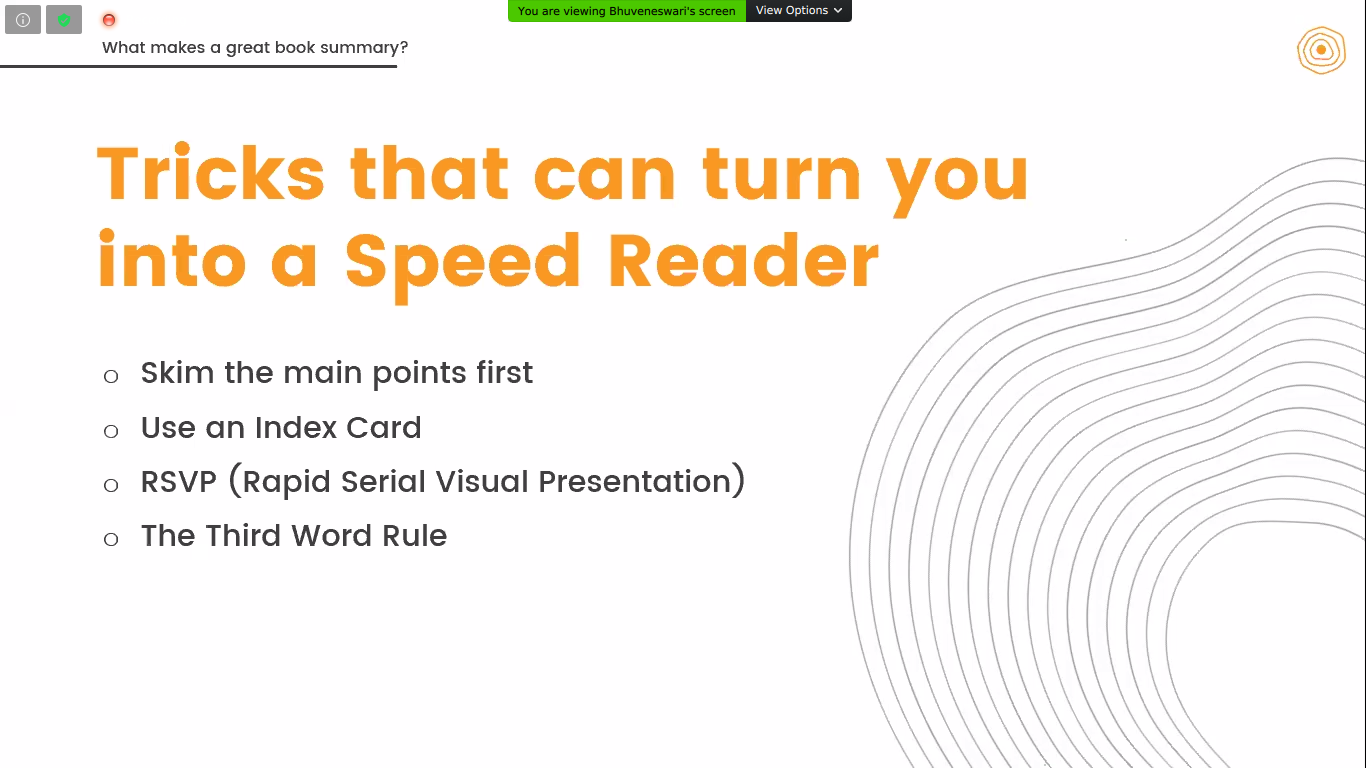 You are viewing Bhuveneswari's screen View Options
What makes a great book summary?
Tricks that can turn you
into a Speed Reader
o Skim the main points first
o Use an Index Card
o RSVP (Rapid Serial Visual Presentation)
o The Third Word Rule